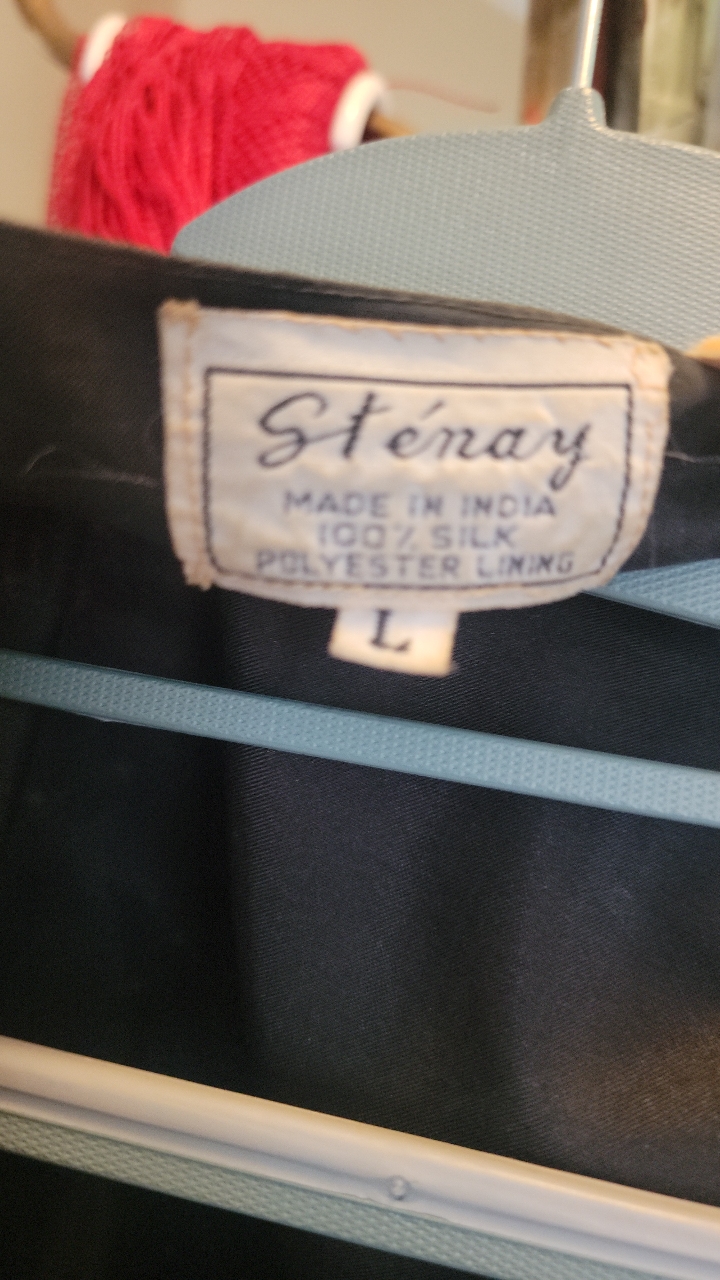 Sténay
MADE IN INDIA
100% SILK
POLYESTER LINING
L